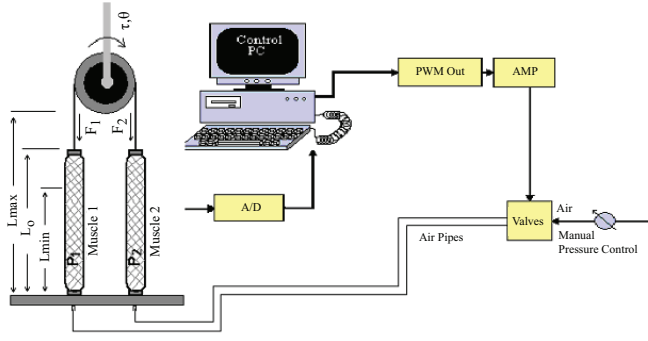 τ,θ
Control
PC
PWM Out
AMP
F1
F2
Lmax
Lo
Lmin
P1
Muscle 1
P2
Muscle 2
A/D
Valves
Air
Manual
Pressure Control
Air Pipes